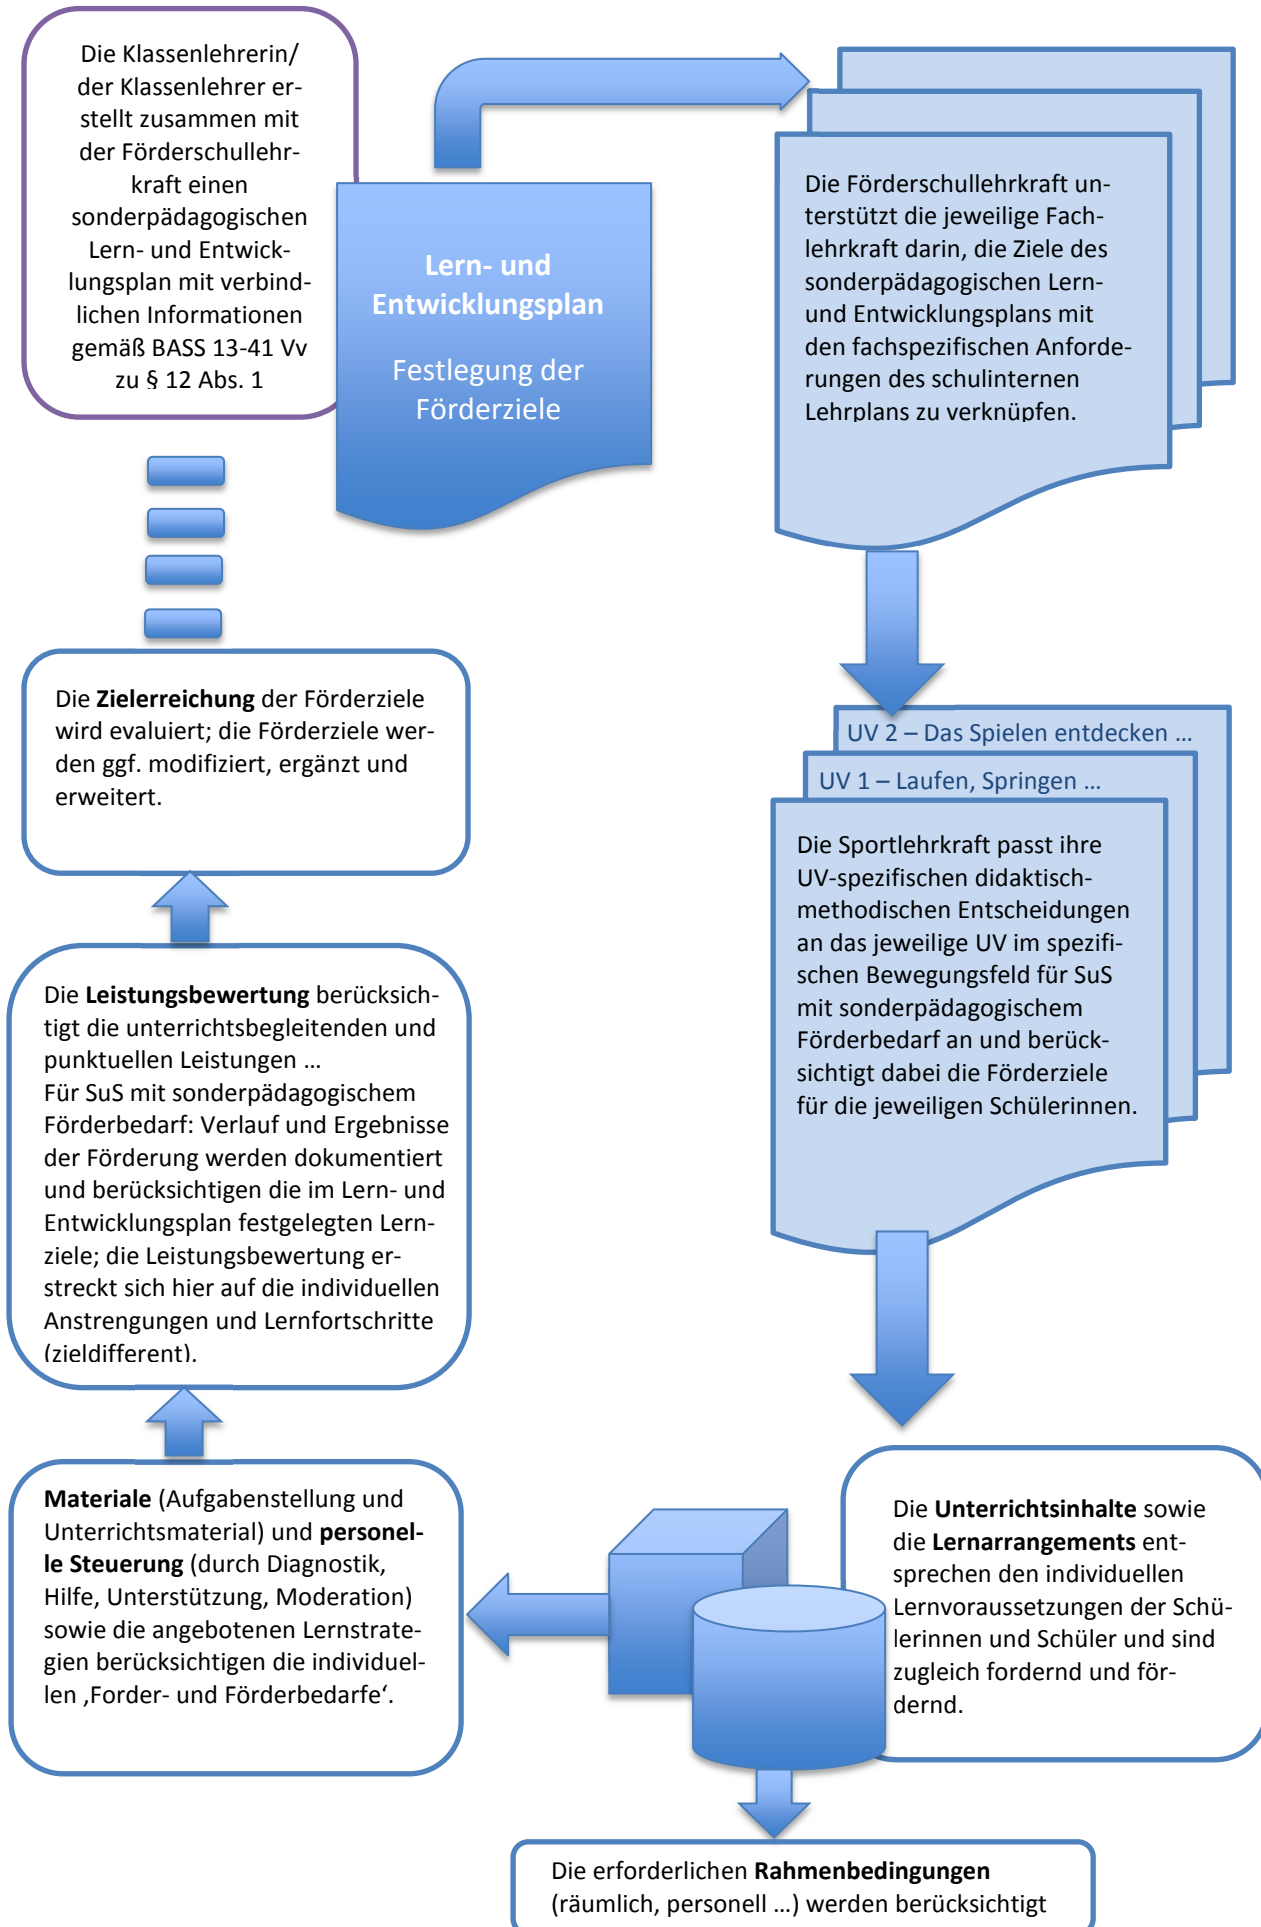 Die Klassenlehrerin/
der Klassenlehrer er-
stellt zusammen mit
der Förderschullehr-
kraft einen
sonderpädagogischen
Lern- und Entwick-
lungsplan mit verbind-
lichen Informationen
gemäß BASS 13-41 Vv
zu § 12 Abs. 1
Lern- und
Entwicklungsplan
Festlegung der
Förderziele
Die Förderschullehrkraft un-
terstützt die jeweilige Fach-
lehrkraft darin, die Ziele des
sonderpädagogischen Lern-
und Entwicklungsplans mit
den fachspezifischen Anforde-
rungen des schulinternen
Lehrplans zu verknüpfen.
UV 2 – Das Spielen entdecken …
UV 1 – Laufen, Springen …
Die Sportlehrkraft passt ihre
UV-spezifischen didaktisch-
methodischen Entscheidungen
an das jeweilige UV im spezifi-
schen Bewegungsfeld für SuS
mit sonderpädagogischem
Förderbedarf an und berück-
sichtigt dabei die Förderziele
für die jeweiligen Schülerinnen.
Die Unterrichtsinhalte sowie
die Lernarrangements ent-
sprechen den individuellen
Lernvoraussetzungen der Schü-
lerinnen und Schüler und sind
zugleich fordernd und för-
dernd.
Die erforderlichen Rahmenbedingungen
(räumlich, personell …) werden berücksichtigt
Materiale (Aufgabenstellung und
Unterrichtsmaterial) und personel-
le Steuerung (durch Diagnostik,
Hilfe, Unterstützung, Moderation)
sowie die angebotenen Lernstrate-
gien berücksichtigen die individuel-
len ‚Forder- und Förderbedarfe‘.
Die Leistungsbewertung berücksich-
tigt die unterrichtsbegleitenden und
punktuellen Leistungen …
Für SuS mit sonderpädagogischem
Förderbedarf: Verlauf und Ergebnisse
der Förderung werden dokumentiert
und berücksichtigen die im Lern- und
Entwicklungsplan festgelegten Lern-
ziele; die Leistungsbewertung er-
streckt sich hier auf die individuellen
Anstrengungen und Lernfortschritte
(zieldifferent).
Die Zielerreichung der Förderziele
wird evaluiert; die Förderziele wer-
den ggf. modifiziert, ergänzt und
erweitert.